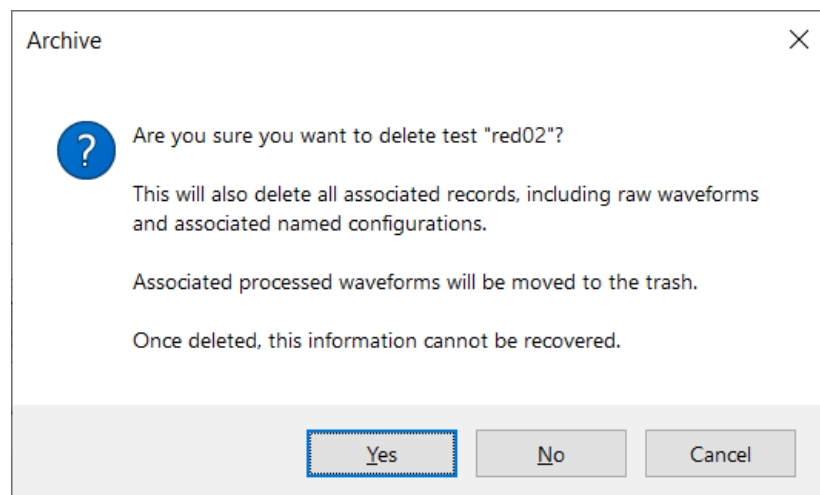 Archive
?
Are you sure you want to delete test "red02"?
This will also delete all associated records, including raw waveforms
and associated named configurations.
Associated processed waveforms will be moved to the trash.
Once deleted, this information cannot be recovered.
Yes No Cancel